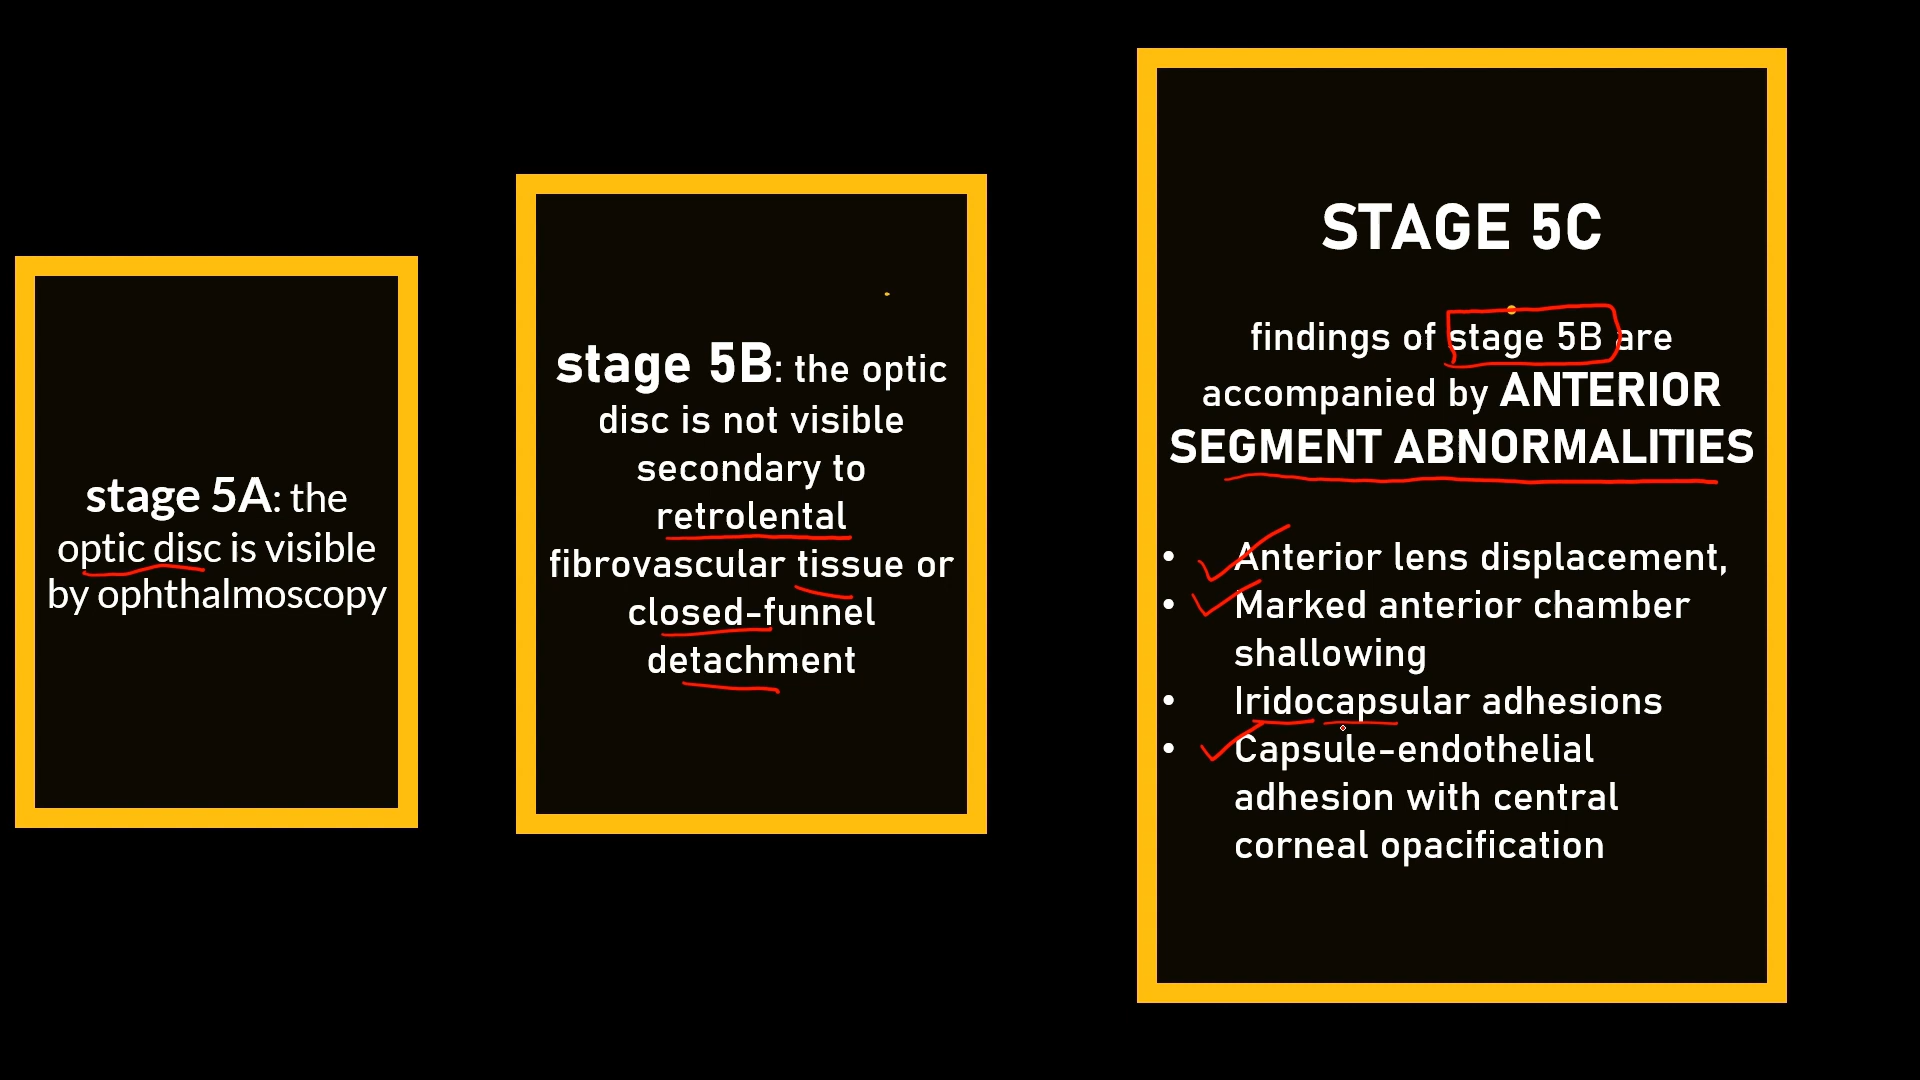 stage 5A: the
optic disc is visible
by ophthalmoscopy
stage 5B: the optic
disc is not visible
secondary to
retrolental
fibrovascular tissue or
closed-funnel
detachment
STAGE 5C
findings of stage 5B are
accompanied by ANTERIOR
SEGMENT ABNORMALITIES
• Anterior lens displacement,
• Marked anterior chamber
shallowing
• Iridocapsular adhesions
• Capsule-endothelial
adhesion with central
corneal opacification